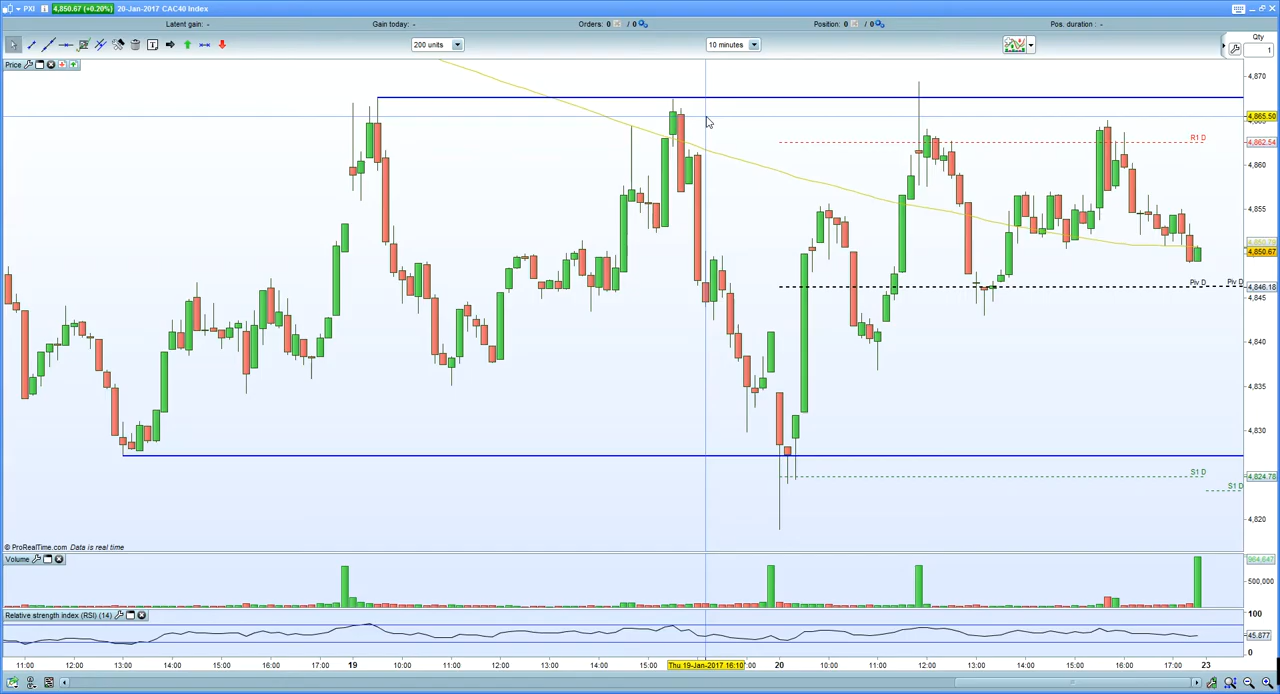 PXI 4,850.67 (+0.20%) 20-Jan-2017 CAC40 Index
Latent gain: - Gain today: - Orders: 0 / 0 Position: 0 / 0 Pos. duration : -
200 units 10 minutes Qty
1
Price
4,870
4,865.50
R1 D 4,862.54
4,860
4,855
4,850.67
Piv D Piv D 4,846.18
4,845
4,840
4,835
4,830
S1 D 4,824.78
S1 D
4,820
© ProRealTime.com Data is real time
Volume
984,647
500,000
Relative strength index (RSI) (14)
100
45.877
0
11:00 12:00 13:00 14:00 15:00 16:00 17:00 19 10:00 11:00 12:00 13:00 14:00 15:00 Thu 19-Jan-2017 16:10 :00 20 10:00 11:00 12:00 13:00 14:00 15:00 16:00 17:00 23